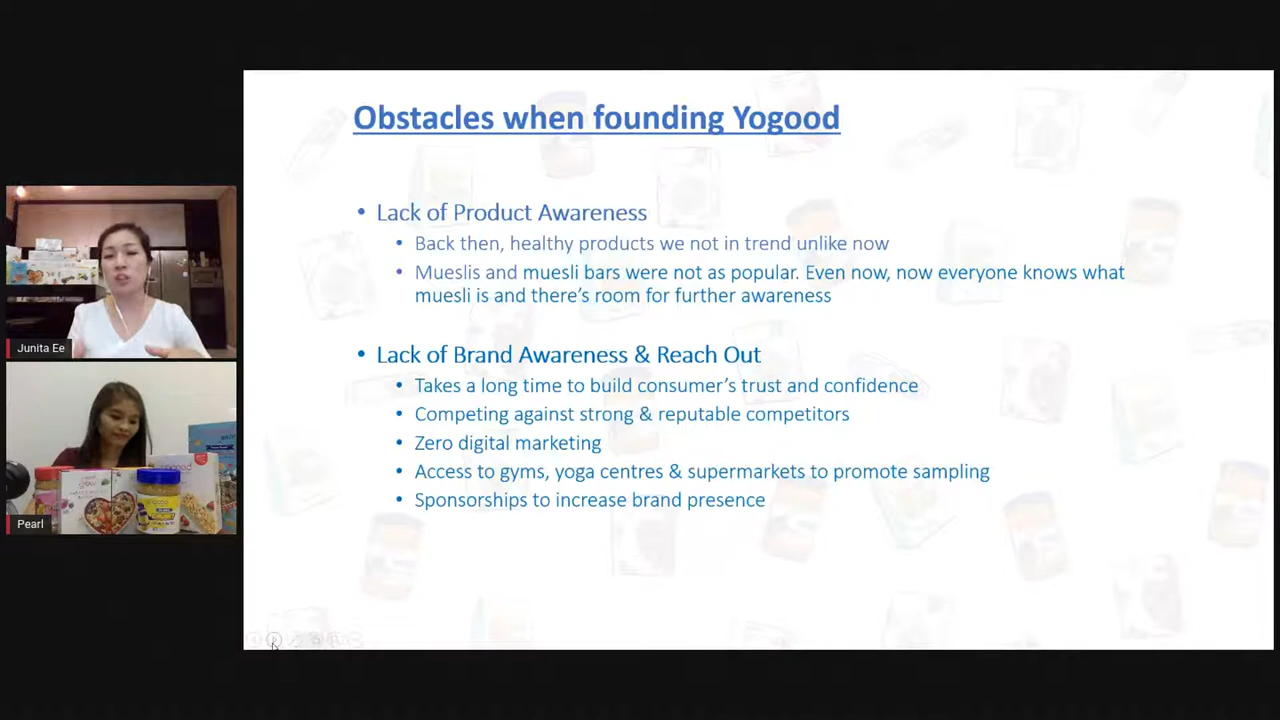 Obstacles when founding Yogood
• Lack of Product Awareness
• Back then, healthy products we not in trend unlike now
• Mueslis and muesli bars were not as popular. Even now, now everyone knows what
muesli is and there's room for further awareness
• Lack of Brand Awareness & Reach Out
• Takes a long time to build consumer's trust and confidence
• Competing against strong & reputable competitors
• Zero digital marketing
• Access to gyms, yoga centres & supermarkets to promote sampling
• Sponsorships to increase brand presence
Junita Ee
Pearl